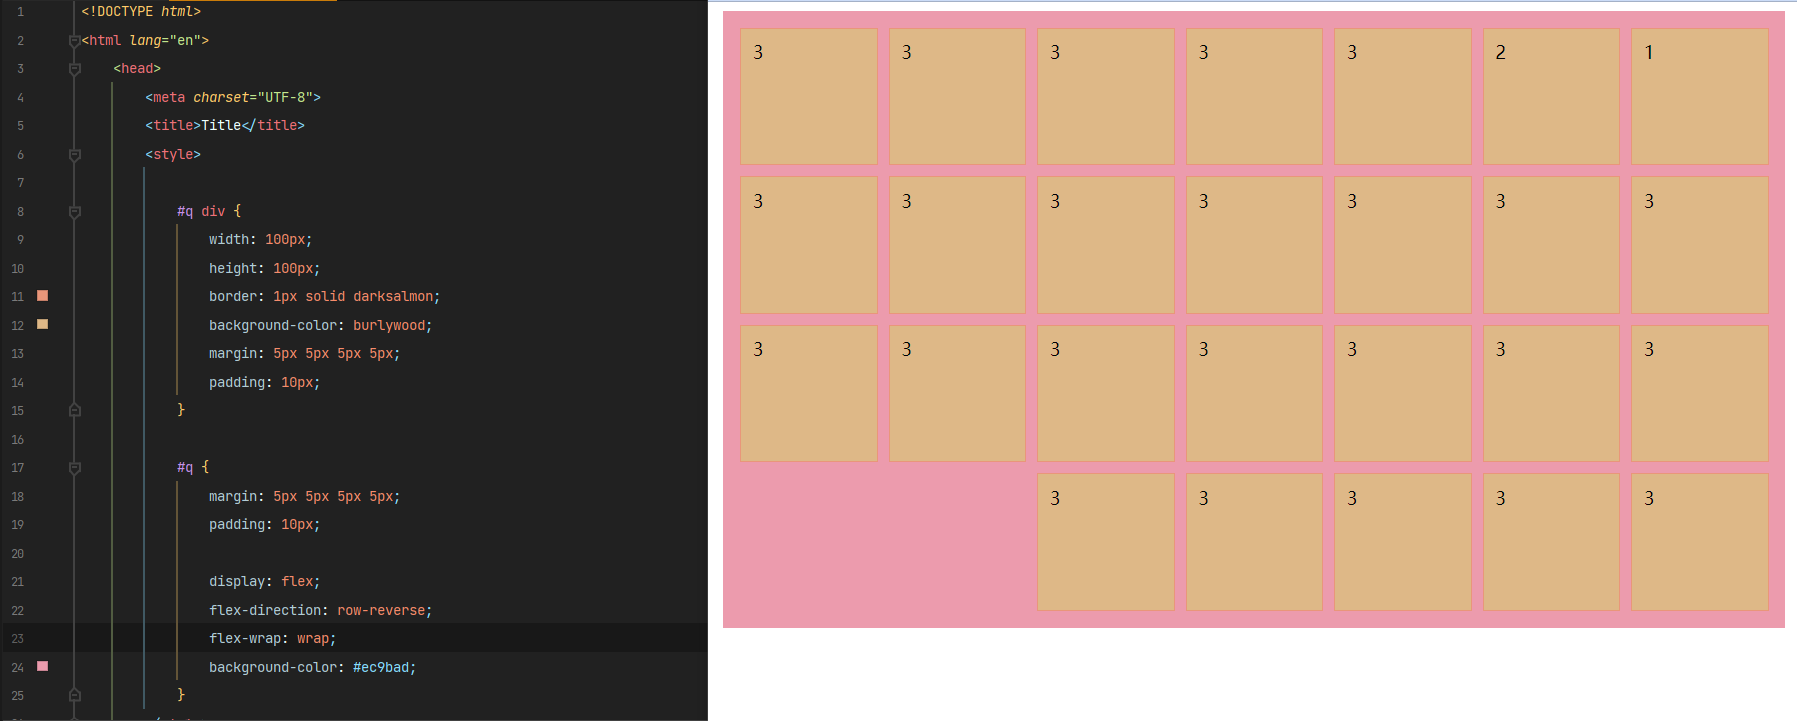 1 <!DOCTYPE html>
2 <html lang="en">
3 <head>
4 <meta charset="UTF-8">
5 <title>Title</title>
6 <style>
7
8 #q div {
9 width: 100px;
10 height: 100px;
11 border: 1px solid darksalmon;
12 background-color: burlywood;
13 margin: 5px 5px 5px 5px;
14 padding: 10px;
15 }
16
17 #q {
18 margin: 5px 5px 5px 5px;
19 padding: 10px;
20
21 display: flex;
22 flex-direction: row-reverse;
23 flex-wrap: wrap;
24 background-color: #ec9bad;
25 }
3 3 3 3 3 2 1
3 3 3 3 3 3 3
3 3 3 3 3 3 3
3 3 3 3 3